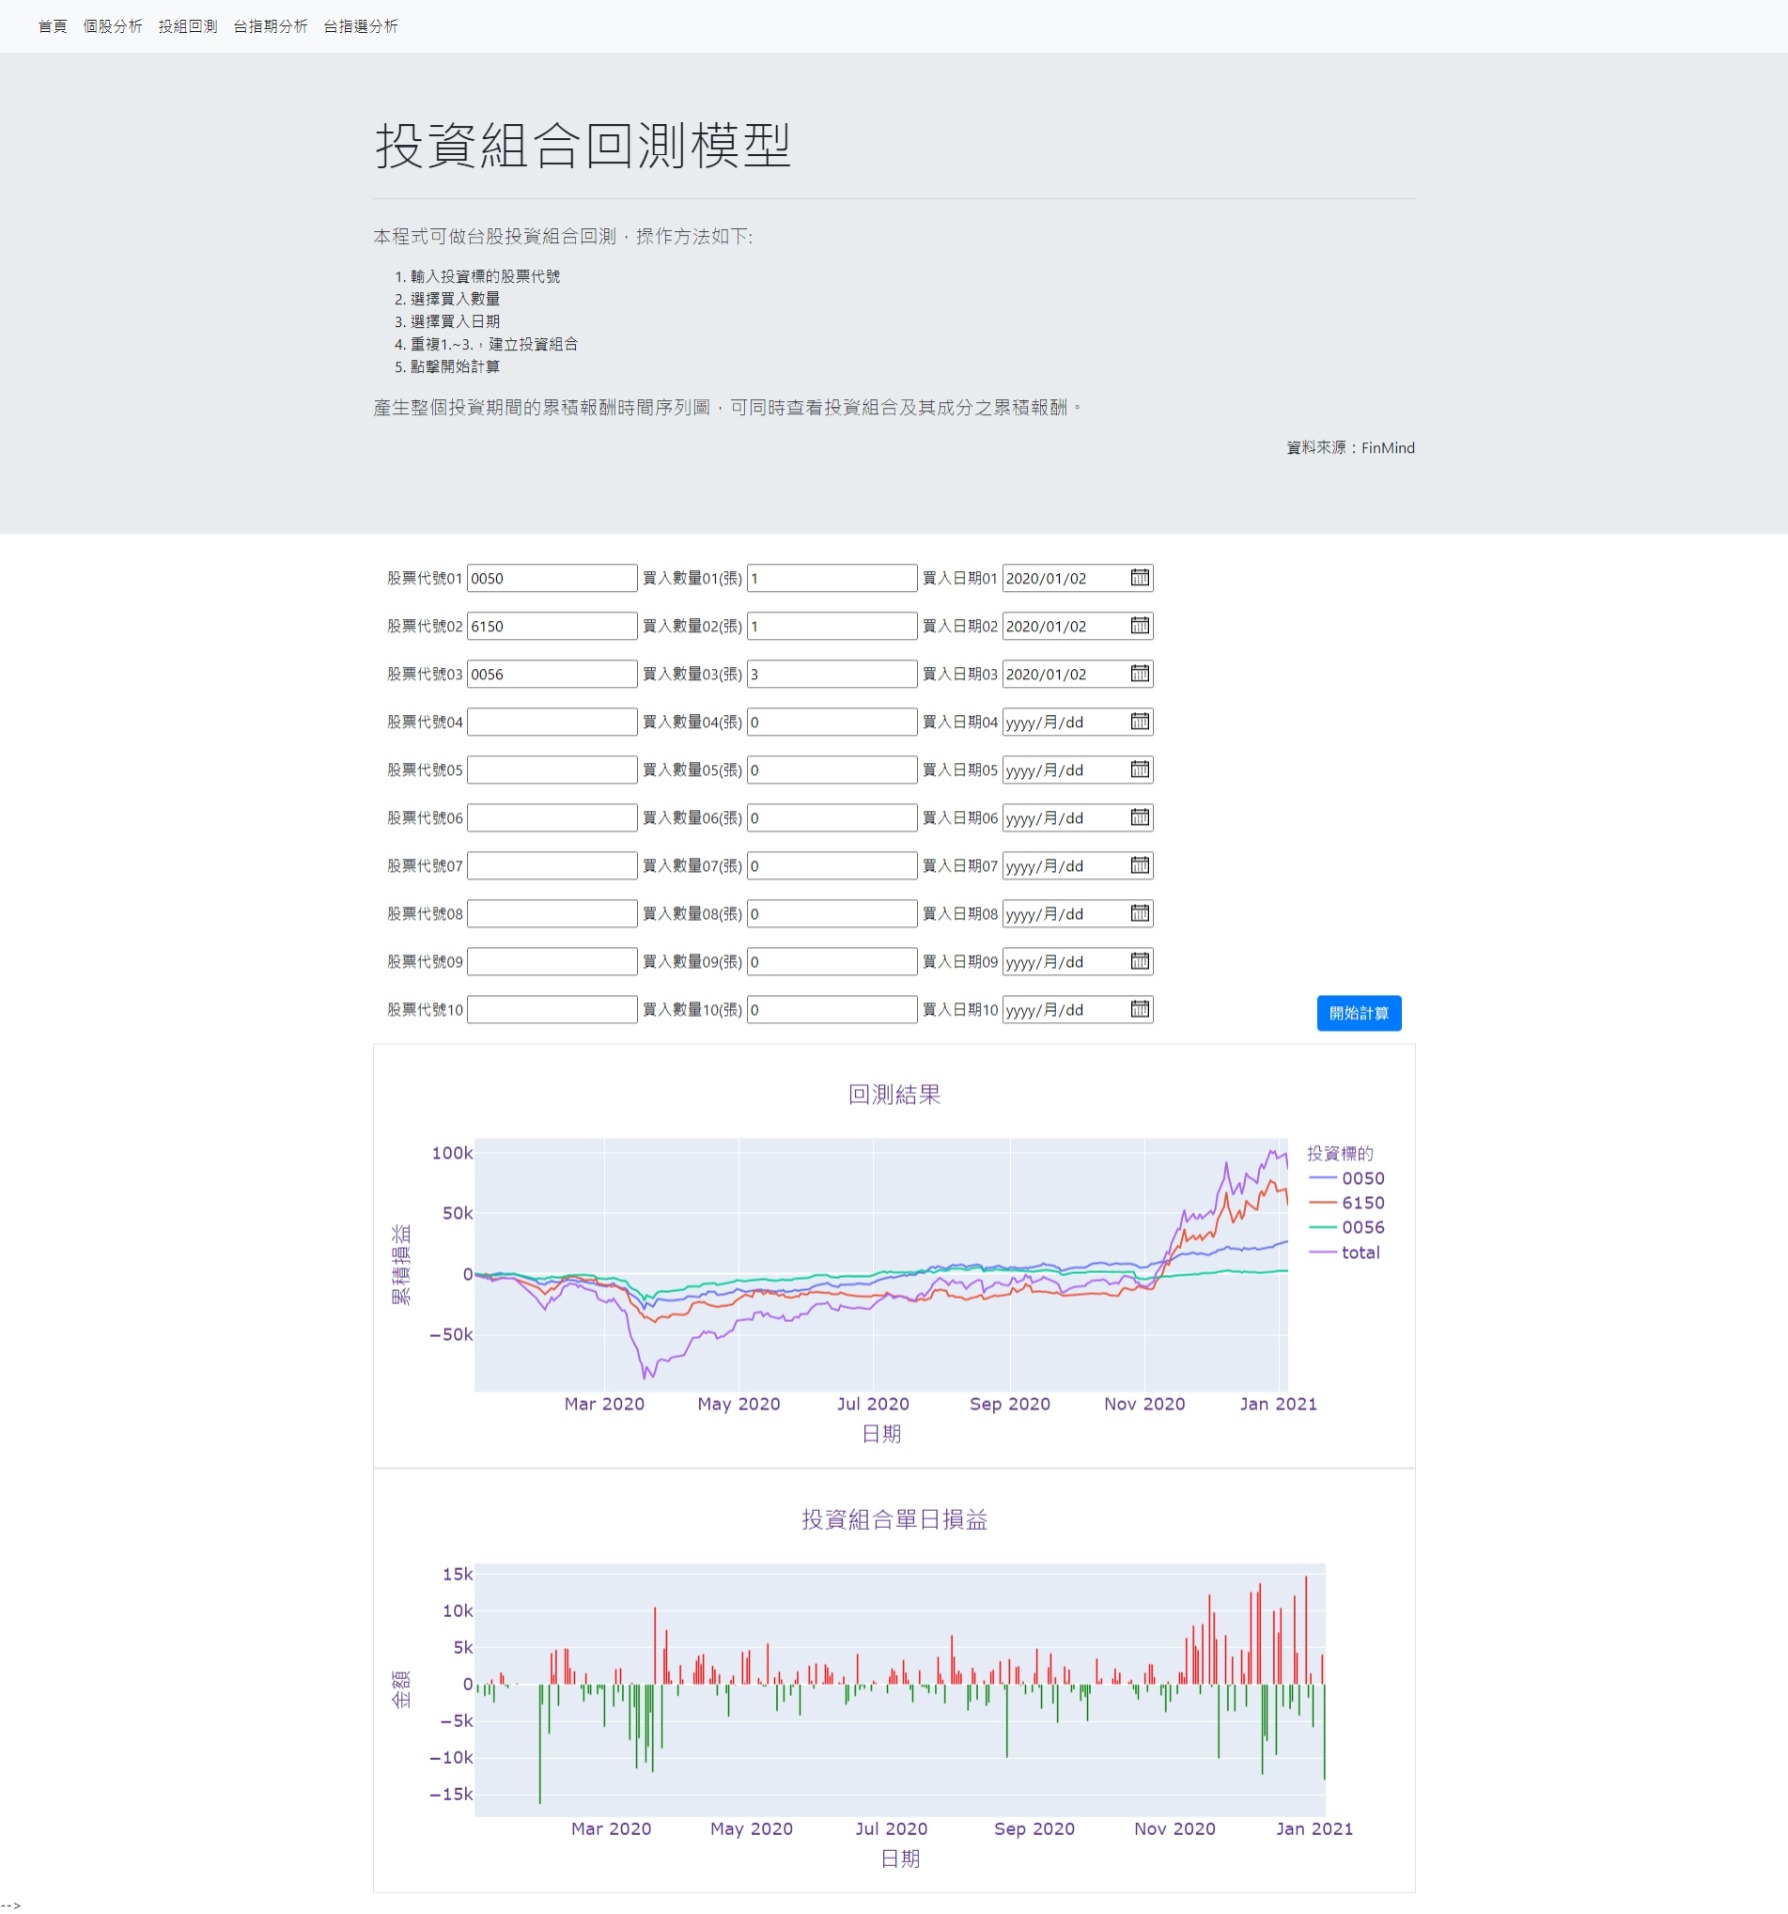 首頁 個股分析 投組回測 台指期分析 台指選分析
投資組合回測模型
本程式可做台股投資組合回測，操作方法如下:
1. 輸入投資標的股票代號
2. 選擇買入數量
3. 選擇買入日期
4. 重複1.~3.，建立投資組合
5. 點擊開始計算
產生整個投資期間的累積報酬時間序列圖，可同時查看投資組合及其成分之累積報酬。
資料來源：FinMind
股票代號01 0050 買入數量01(張) 1 買入日期01 2020/01/02
股票代號02 6150 買入數量02(張) 1 買入日期02 2020/01/02
股票代號03 0056 買入數量03(張) 3 買入日期03 2020/01/02
股票代號04 買入數量04(張) 0 買入日期04 yyyy/月/dd
股票代號05 買入數量05(張) 0 買入日期05 yyyy/月/dd
股票代號06 買入數量06(張) 0 買入日期06 yyyy/月/dd
股票代號07 買入數量07(張) 0 買入日期07 yyyy/月/dd
股票代號08 買入數量08(張) 0 買入日期08 yyyy/月/dd
股票代號09 買入數量09(張) 0 買入日期09 yyyy/月/dd
股票代號10 買入數量10(張) 0 買入日期10 yyyy/月/dd 開始計算
回測結果
100k
50k
0
−50k
累積損益
Mar 2020 May 2020 Jul 2020 Sep 2020 Nov 2020 Jan 2021
日期
投資標的
0050
6150
0056
total
投資組合單日損益
15k
10k
5k
0
−5k
−10k
−15k
金額
Mar 2020 May 2020 Jul 2020 Sep 2020 Nov 2020 Jan 2021
日期
-->